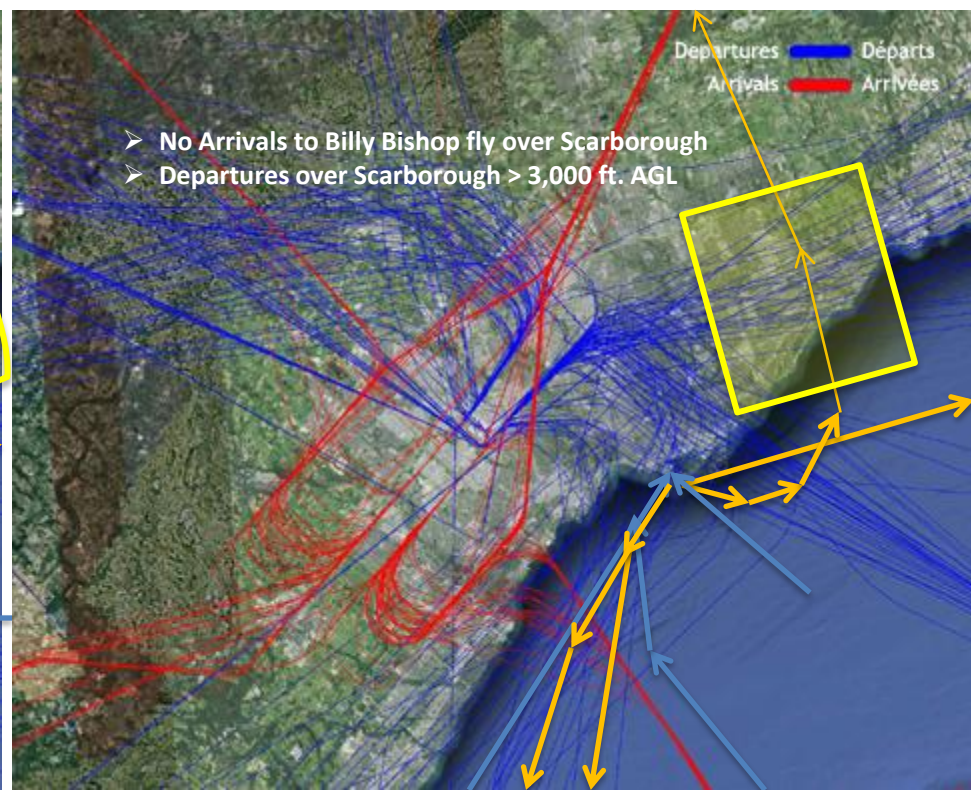 Departures Départs
Arrivals Arrivées
➢ No Arrivals to Billy Bishop fly over Scarborough
➢ Departures over Scarborough > 3,000 ft. AGL